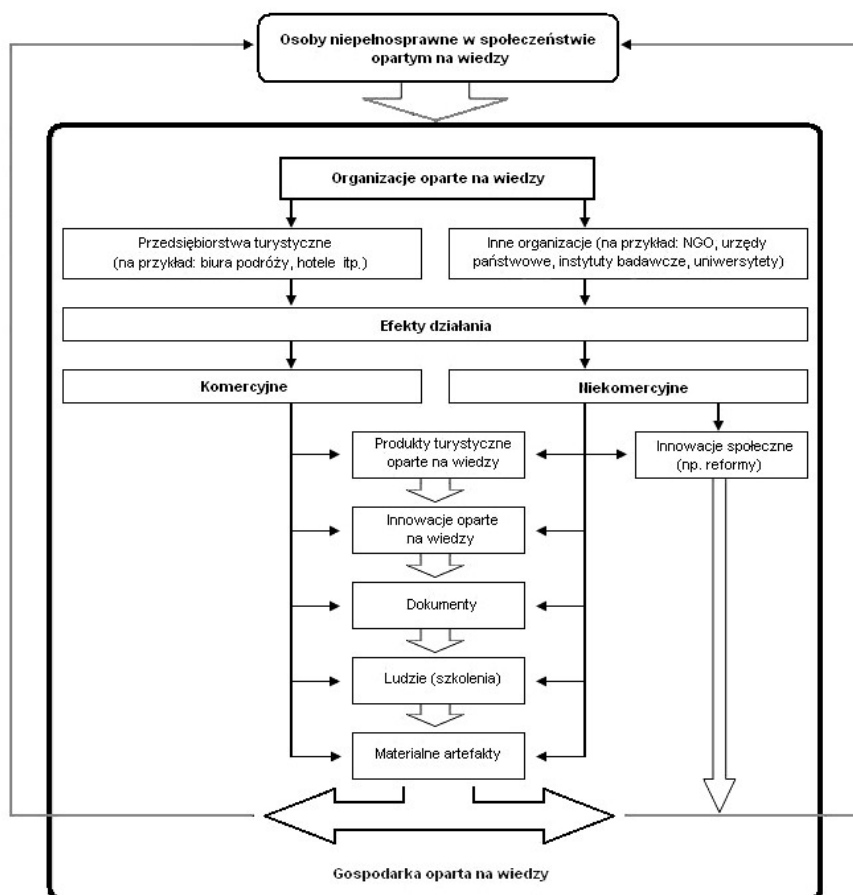 Osoby niepełnosprawne w społeczeństwie
opartym na wiedzy
Organizacje oparte na wiedzy
Przedsiębiorstwa turystyczne
(na przykład: biura podróży, hotele itp.)
Inne organizacje (na przykład: NGO, urzędy
państwowe, instytuty badawcze, uniwersytety)
Efekty działania
Komercyjne
Niekomercyjne
Produkty turystyczne
oparte na wiedzy
Innowacje społeczne
(np. reformy)
Innowacje oparte
na wiedzy
Dokumenty
Ludzie (szkolenia)
Materialne artefakty
Gospodarka oparta na wiedzy